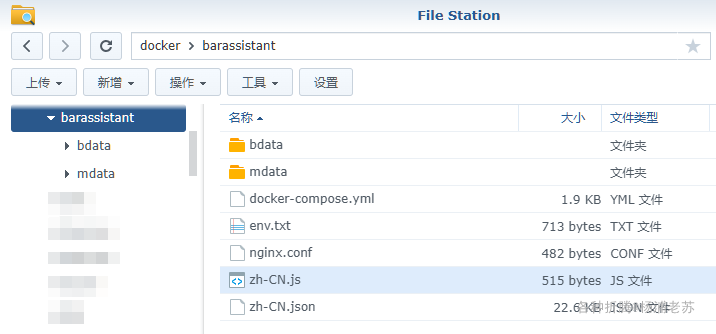 File Station
docker › barassistant
上传 新增 操作 工具 设置
barassistant
bdata
mdata
名称 大小 文件类型
bdata 文件夹
mdata 文件夹
docker-compose.yml 1.9 KB YML 文件
env.txt 713 bytes TXT 文件
nginx.conf 482 bytes CONF 文件
zh-CN.js 515 bytes JS 文件
zh-CN.json 22.6 KB JSON 文件